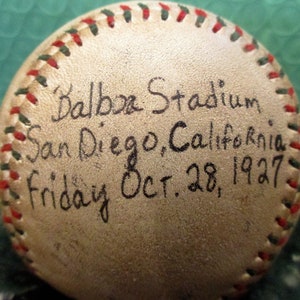 Balboa Stadium
San Diego, California
Friday Oct. 28, 1927